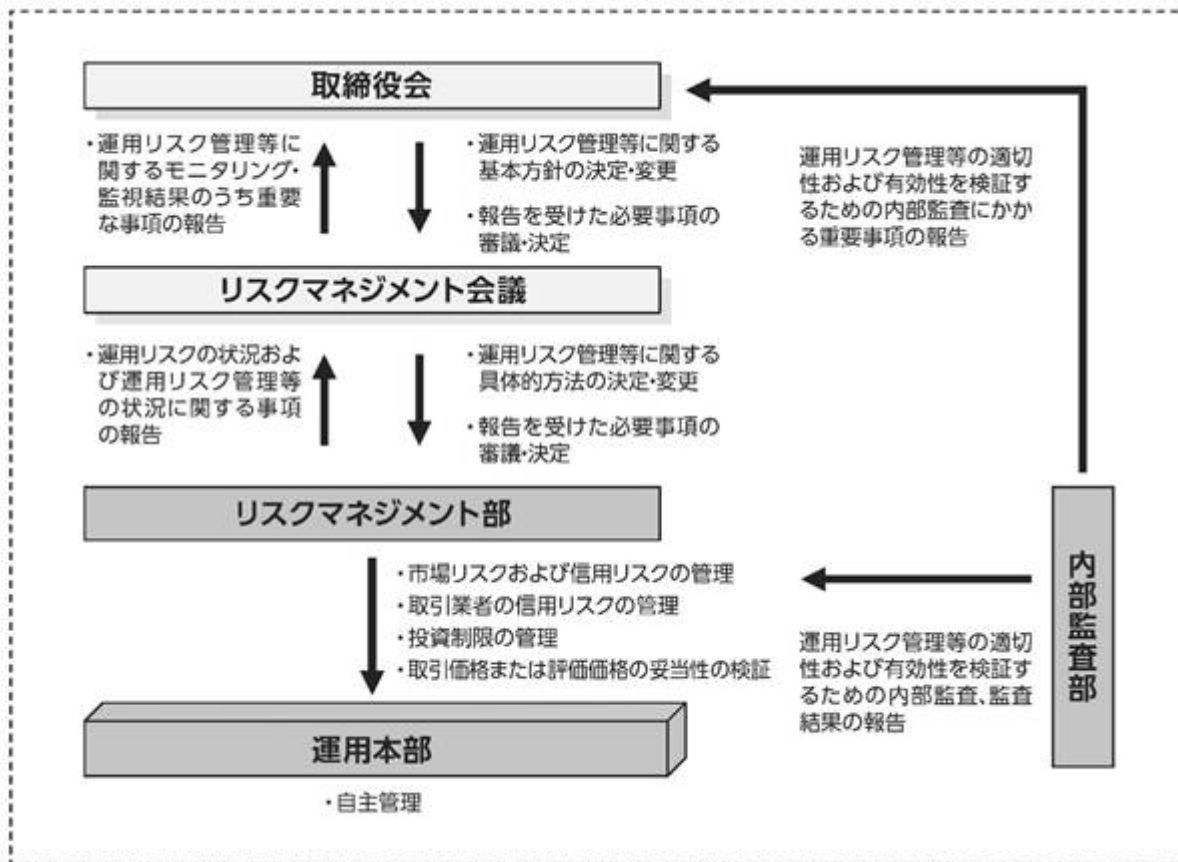 取締役会
・運用リスク管理等に
関するモニタリング・
監視結果のうち重要
な事項の報告
・運用リスク管理等に関する
基本方針の決定・変更
・報告を受けた必要事項の
審議・決定
運用リスク管理等の適切
性および有効性を検証す
るための内部監査にかか
る重要事項の報告
リスクマネジメント会議
・運用リスクの状況およ
び運用リスク管理等
の状況に関する事項
の報告
・運用リスク管理等に関する
具体的方法の決定・変更
・報告を受けた必要事項の
審議・決定
リスクマネジメント部
・市場リスクおよび信用リスクの管理
・取引業者の信用リスクの管理
・投資制限の管理
・取引価格または評価価格の妥当性の検証
内部監査部
運用リスク管理等の適切
性および有効性を検証す
るための内部監査、監査
結果の報告
運用本部
・自主管理